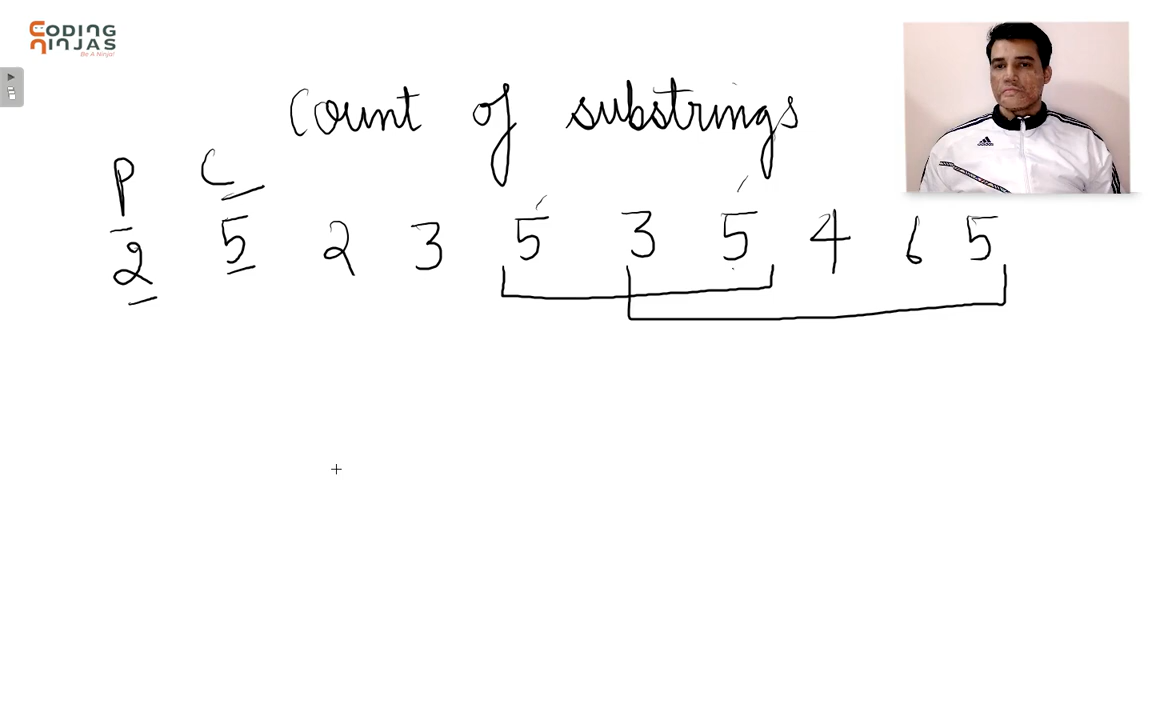 CODING
NINJAS
Be A Ninja!
Count of substrings
P C
2 5 2 3 5 3 5 4 6 5